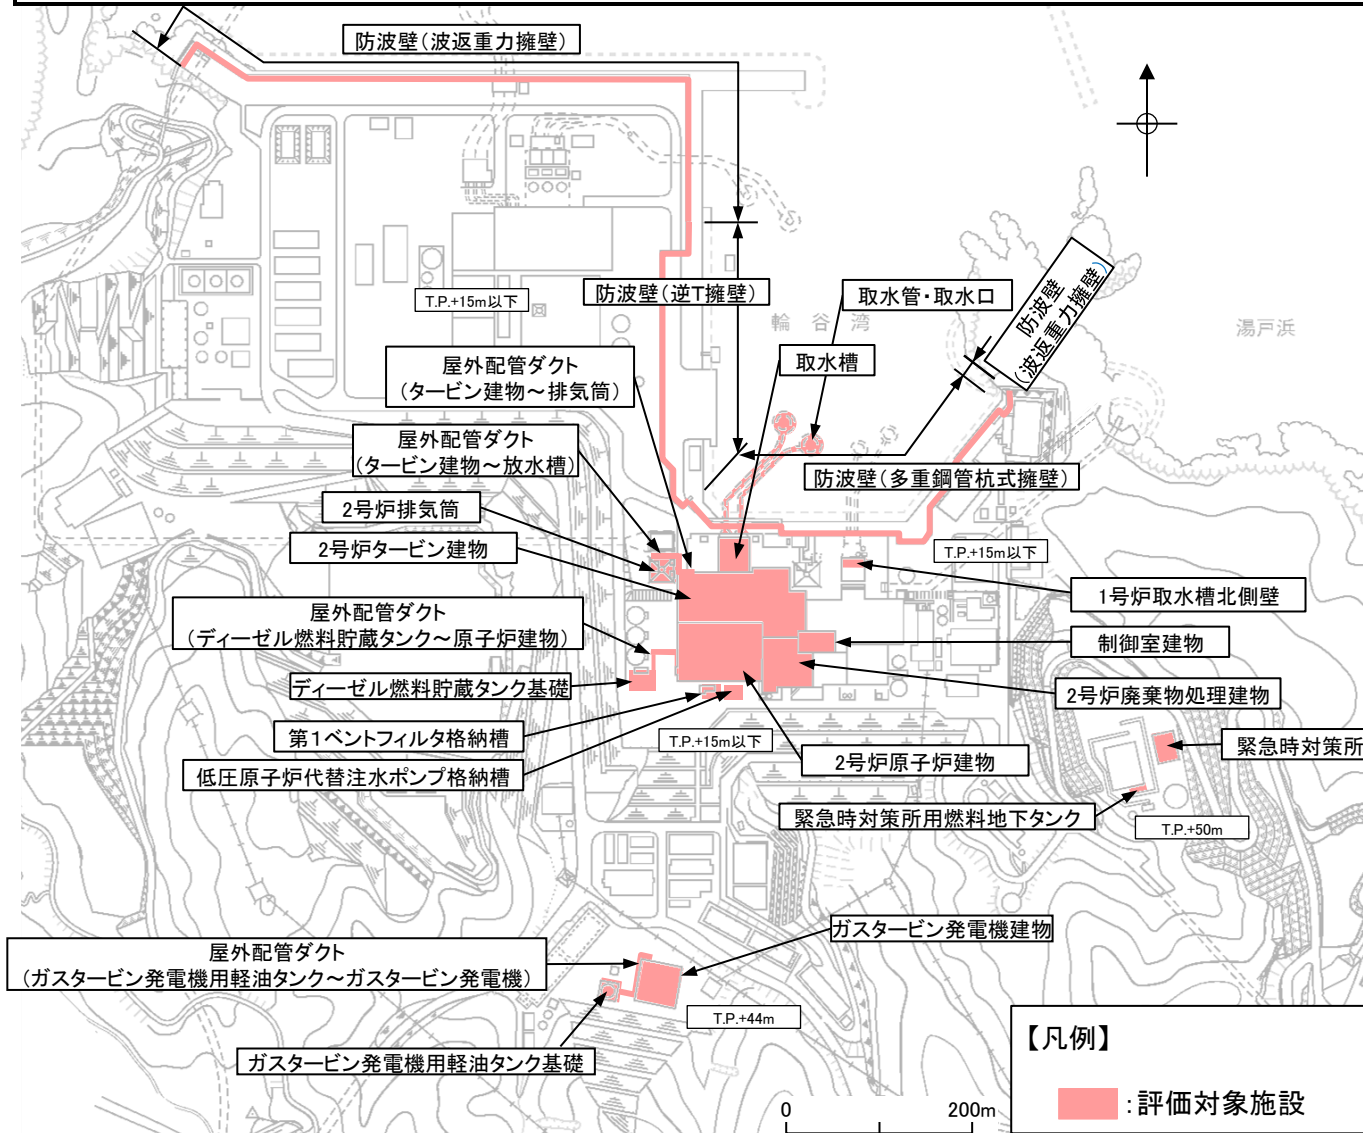 防波壁(波返重力擁壁)
防波壁(逆T擁壁)
取水管・取水口
防波壁
(波返重力擁壁)
T.P.+15m以下
輪谷湾
湯戸浜
取水槽
屋外配管ダクト
(タービン建物～排気筒)
屋外配管ダクト
(タービン建物～放水槽)
防波壁(多重鋼管杭式擁壁)
2号炉排気筒
2号炉タービン建物
T.P.+15m以下
1号炉取水槽北側壁
屋外配管ダクト
(ディーゼル燃料貯蔵タンク～原子炉建物)
制御室建物
ディーゼル燃料貯蔵タンク基礎
2号炉廃棄物処理建物
第1ベントフィルタ格納槽
T.P.+15m以下
緊急時対策所
2号炉原子炉建物
低圧原子炉代替注水ポンプ格納槽
緊急時対策所用燃料地下タンク
T.P.+50m
ガスタービン発電機建物
屋外配管ダクト
(ガスタービン発電機用軽油タンク～ガスタービン発電機)
T.P.+44m
ガスタービン発電機用軽油タンク基礎
【凡例】
:評価対象施設
0 200m